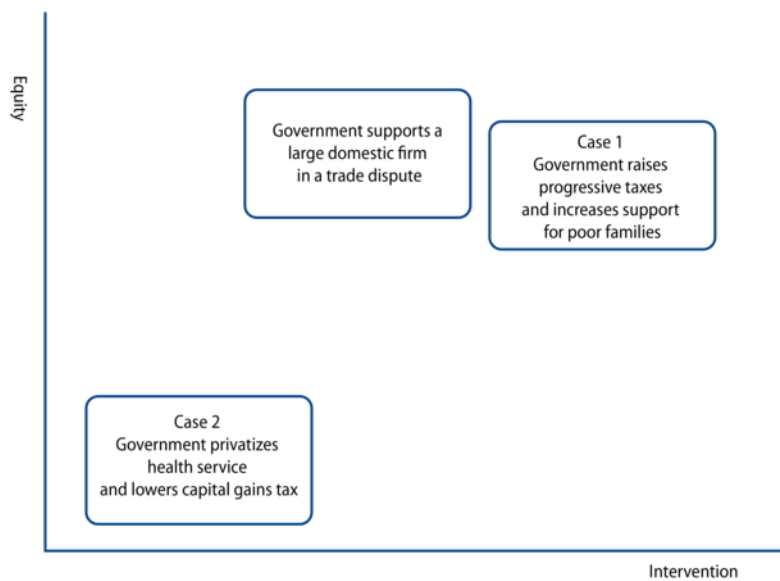 Equity
Government supports a
large domestic firm
in a trade dispute
Case 1
Government raises
progressive taxes
and increases support
for poor families
Case 2
Government privatizes
health service
and lowers capital gains tax
Intervention